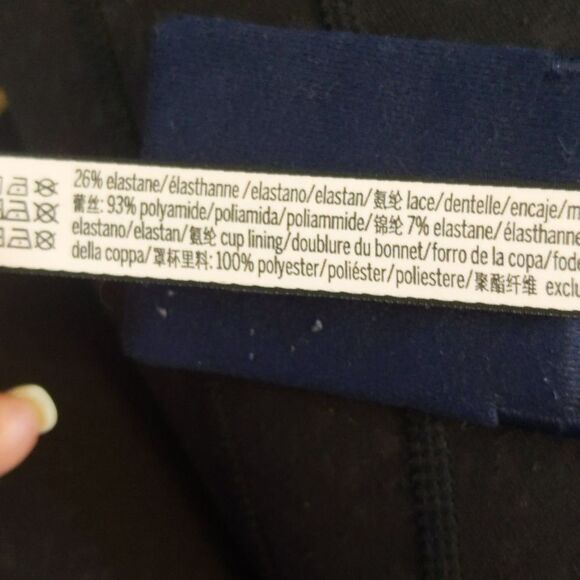 26% elastane/élasthanne /elastano/elastan/氨纶 lace/dentelle/encaje/m
蕾丝: 93% polyamide/poliamida/poliammide/锦纶 7% elastane/élasthanne
elastano/elastan/氨纶 cup lining/doublure du bonnet/forro de la copa/fode
della coppa/罩杯里料: 100% polyester/poliéster/poliestere/聚酯纤维 exclu